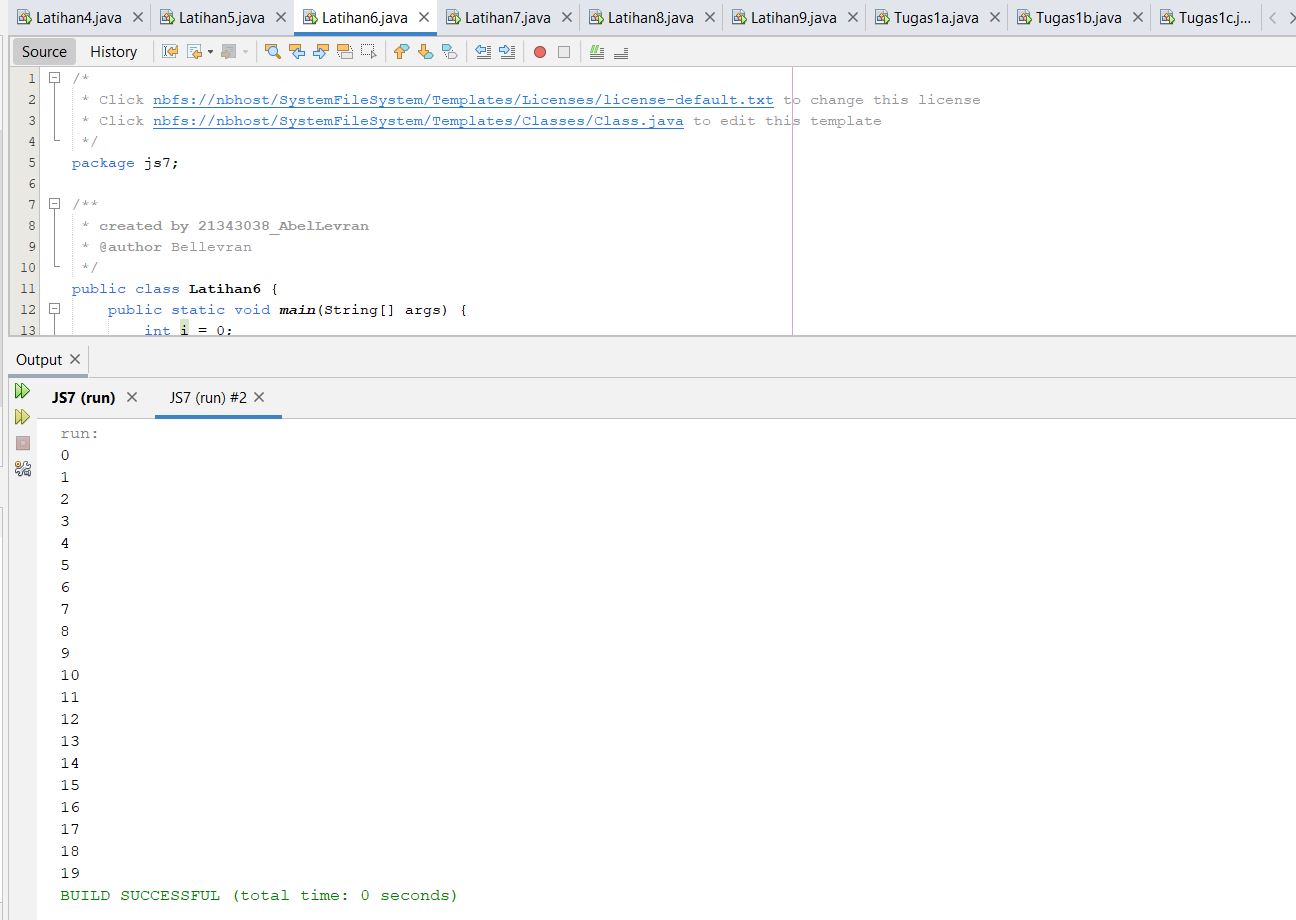 Latihan4.java Latihan5.java Latihan6.java Latihan7.java Latihan8.java Latihan9.java Tugas1a.java Tugas1b.java Tugas1c.j...
Source History
1 /*
2 * Click nbfs://nbhost/SystemFileSystem/Templates/Licenses/license-default.txt to change this license
3 * Click nbfs://nbhost/SystemFileSystem/Templates/Classes/Class.java to edit this template
4 */
5 package js7;
6
7 /**
8 * created by 21343038_AbelLevran
9 * @author Bellevran
10 */
11 public class Latihan6 {
12 public static void main(String[] args) {
13 int i = 0;
Output
JS7 (run) JS7 (run) #2
run:
0
1
2
3
4
5
6
7
8
9
10
11
12
13
14
15
16
17
18
19
BUILD SUCCESSFUL (total time: 0 seconds)